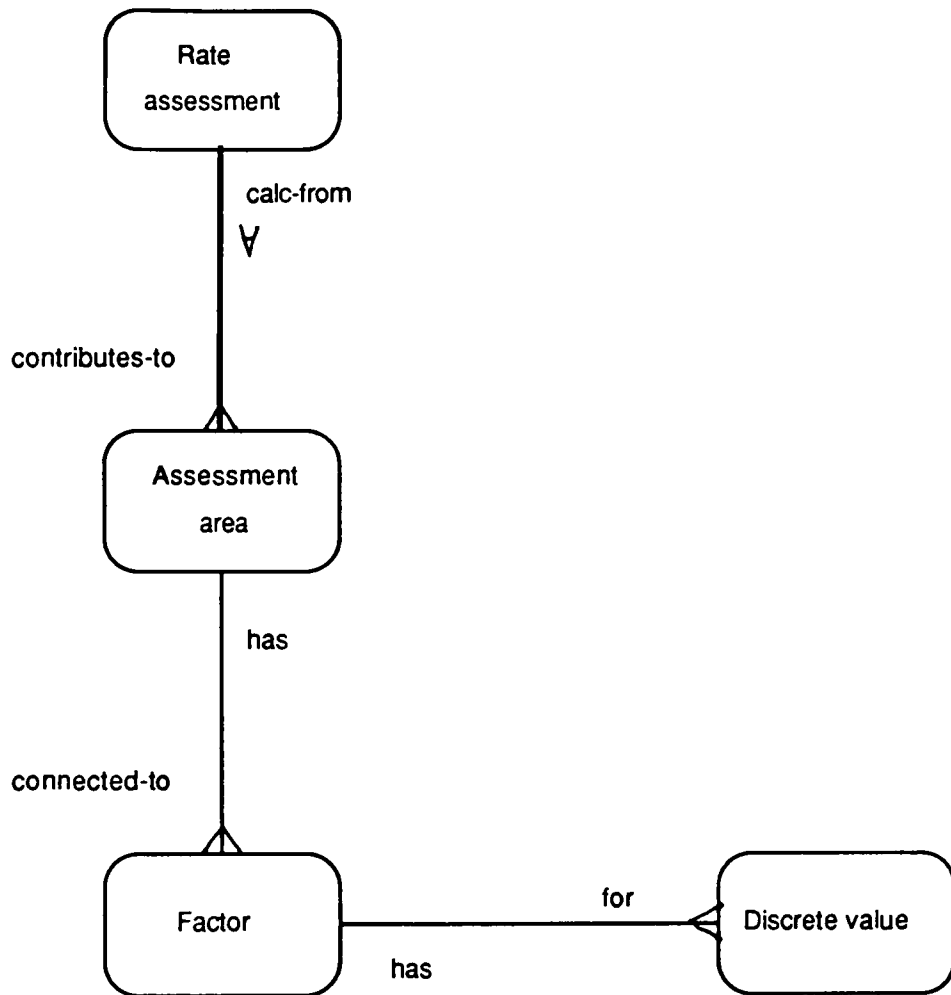 Rate
assessment
calc-from
∀
contributes-to
Assessment
area
has
connected-to
Factor
for
has
Discrete value